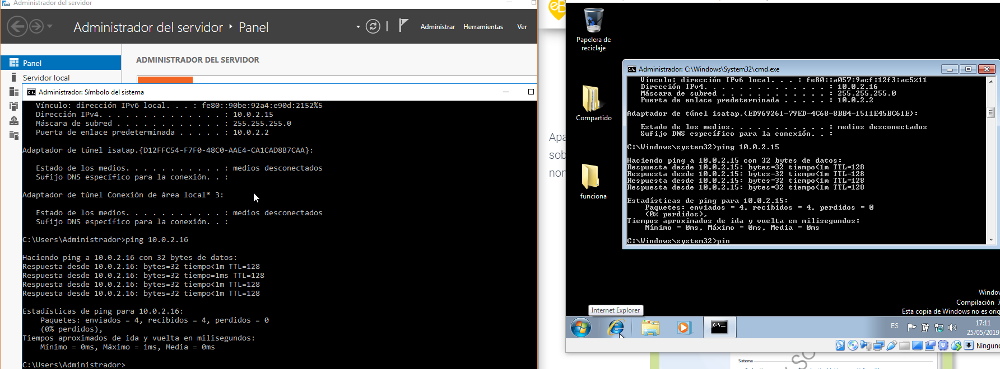 Administrador del servidor
Administrador del servidor ‣ Panel
Administrar Herramientas Ver
Panel
Servidor local
ADMINISTRADOR DEL SERVIDOR
Administrador: Símbolo del sistema
Vínculo: dirección IPv6 local. . . : fe80::90be:92a4:e90d:2152%5
Dirección IPv4. . . . . . . . . . . . . . : 10.0.2.15
Máscara de subred . . . . . . . . . . . . : 255.255.255.0
Puerta de enlace predeterminada . . . . . : 10.0.2.2
Adaptador de túnel isatap.{D12FFC54-F7F0-48C0-AAE4-CA1CAD8B7CAA}:
Estado de los medios. . . . . . . . . . . : medios desconectados
Sufijo DNS específico para la conexión. . :
Adaptador de túnel Conexión de área local* 3:
Estado de los medios. . . . . . . . . . . : medios desconectados
Sufijo DNS específico para la conexión. . :
C:\Users\Administrador>ping 10.0.2.16
Haciendo ping a 10.0.2.16 con 32 bytes de datos:
Respuesta desde 10.0.2.16: bytes=32 tiempo<1m TTL=128
Respuesta desde 10.0.2.16: bytes=32 tiempo=1ms TTL=128
Respuesta desde 10.0.2.16: bytes=32 tiempo<1m TTL=128
Respuesta desde 10.0.2.16: bytes=32 tiempo<1m TTL=128
Estadísticas de ping para 10.0.2.16:
Paquetes: enviados = 4, recibidos = 4, perdidos = 0
(0% perdidos),
Tiempos aproximados de ida y vuelta en milisegundos:
Mínimo = 0ms, Máximo = 1ms, Media = 0ms
C:\Users\Administrador>
eB
Apa
sob
non
Papelera de
reciclaje
Compartido
funciona
Administrador: C:\Windows\System32\cmd.exe
Vínculo: dirección IPv6 local. . . : fe80::a057:9acf:12f3:ac5%11
Dirección IPv4. . . . . . . . . . . . . . : 10.0.2.16
Máscara de subred . . . . . . . . . . . . : 255.255.255.0
Puerta de enlace predeterminada . . . . . : 10.0.2.2
Adaptador de túnel isatap.{ED969261-79ED-4C68-8BB4-1511E45BC61E}:
Estado de los medios. . . . . . . . . . . : medios desconectados
Sufijo DNS específico para la conexión. . :
C:\Windows\system32>ping 10.0.2.15
Haciendo ping a 10.0.2.15 con 32 bytes de datos:
Respuesta desde 10.0.2.15: bytes=32 tiempo<1m TTL=128
Respuesta desde 10.0.2.15: bytes=32 tiempo<1m TTL=128
Respuesta desde 10.0.2.15: bytes=32 tiempo<1m TTL=128
Respuesta desde 10.0.2.15: bytes=32 tiempo<1m TTL=128
Estadísticas de ping para 10.0.2.15:
Paquetes: enviados = 4, recibidos = 4, perdidos = 0
(0% perdidos),
Tiempos aproximados de ida y vuelta en milisegundos:
Mínimo = 0ms, Máximo = 0ms, Media = 0ms
C:\Windows\system32>pin
Window
Compilación 7
Esta copia de Windows no es orig
Internet Explorer
ES
17:11
25/05/2019
Ninguno
Sistema